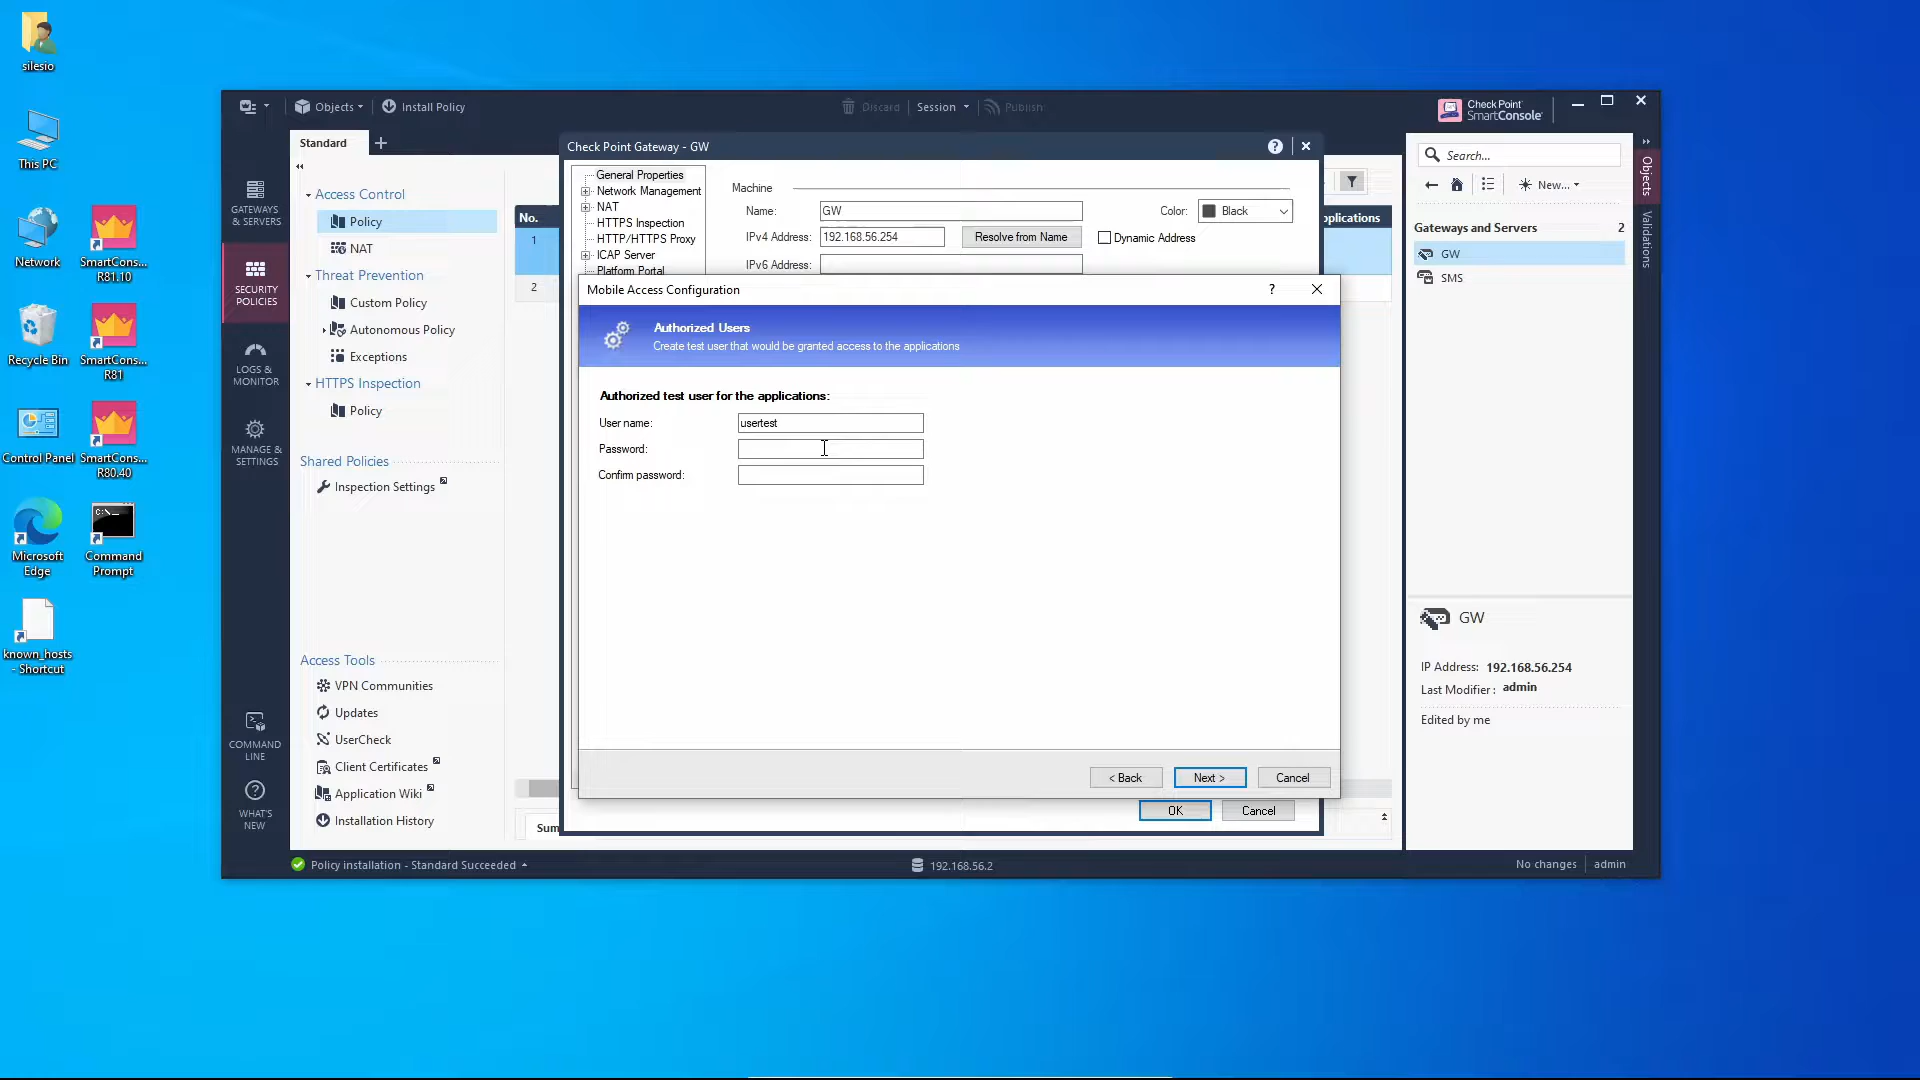 silesio
This PC
Network
SmartCons...
R81.10
Recycle Bin
SmartCons...
R81
Control Panel
SmartCons...
R80.40
C:\_
Microsoft
Edge
Command
Prompt
known_hosts
- Shortcut
Objects
Install Policy
Discard
Session
Publish
Check Point
SmartConsole
Standard
GATEWAYS
& SERVERS
SECURITY
POLICIES
LOGS &
MONITOR
MANAGE &
SETTINGS
COMMAND
LINE
WHAT'S
NEW
Access Control
Policy
NAT
Threat Prevention
Custom Policy
Autonomous Policy
Exceptions
HTTPS Inspection
Policy
Shared Policies
Inspection Settings
Access Tools
VPN Communities
Updates
UserCheck
Client Certificates
Application Wiki
Installation History
No.
1
2
Sum
Check Point Gateway - GW
?
General Properties
Network Management
NAT
HTTPS Inspection
HTTP/HTTPS Proxy
ICAP Server
Platform Portal
Machine
Name:
GW
Color:
Black
IPv4 Address:
192.168.56.254
Resolve from Name
Dynamic Address
IPv6 Address:
plications
Mobile Access Configuration
?
Authorized Users
Create test user that would be granted access to the applications
Authorized test user for the applications:
User name:
usertest
Password:
Confirm password:
< Back
Next >
Cancel
OK
Cancel
Search...
New...
Gateways and Servers
2
GW
SMS
Objects
Validations
GW
IP Address: 192.168.56.254
Last Modifier : admin
Edited by me
Policy installation - Standard Succeeded
192.168.56.2
No changes
admin